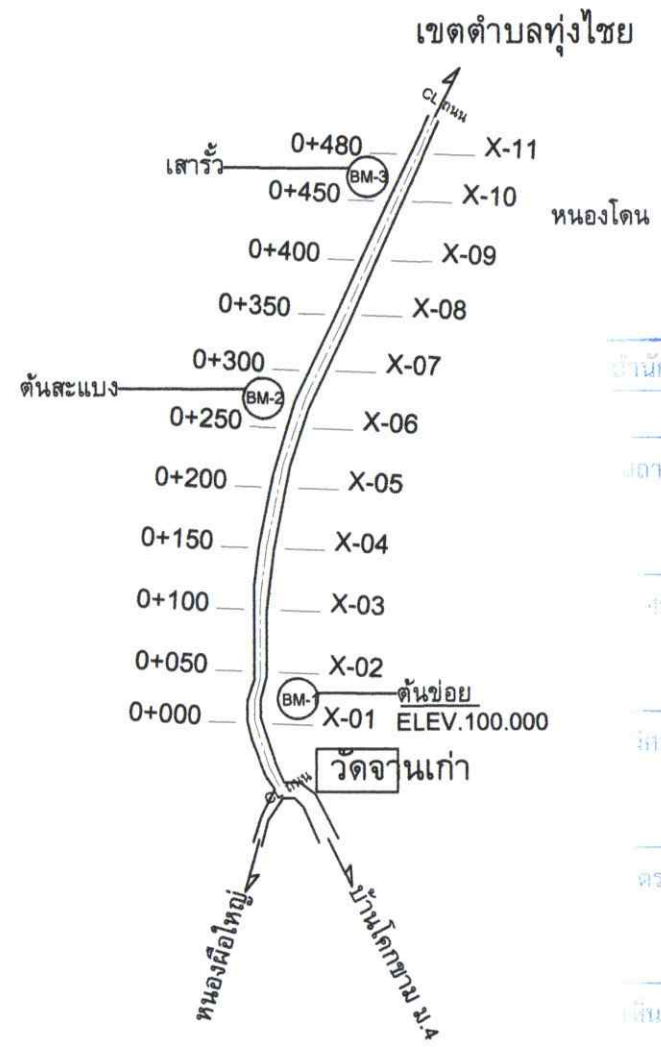 เขตตำบลทุ่งไชย
CL ถนน
0+480 X-11
เสารั้ว BM-3
0+450 X-10
หนองโดน
0+400 X-09
0+350 X-08
0+300 X-07
ต้นสะแบง BM-2
0+250 X-06
0+200 X-05
0+150 X-04
0+100 X-03
0+050 X-02
BM- ต้นข่อย
0+000 X-01 ELEV.100.000
วัดจานเก่า
CL ถนน
หนองผือใหญ่
บ้านโคกขาม ม.4